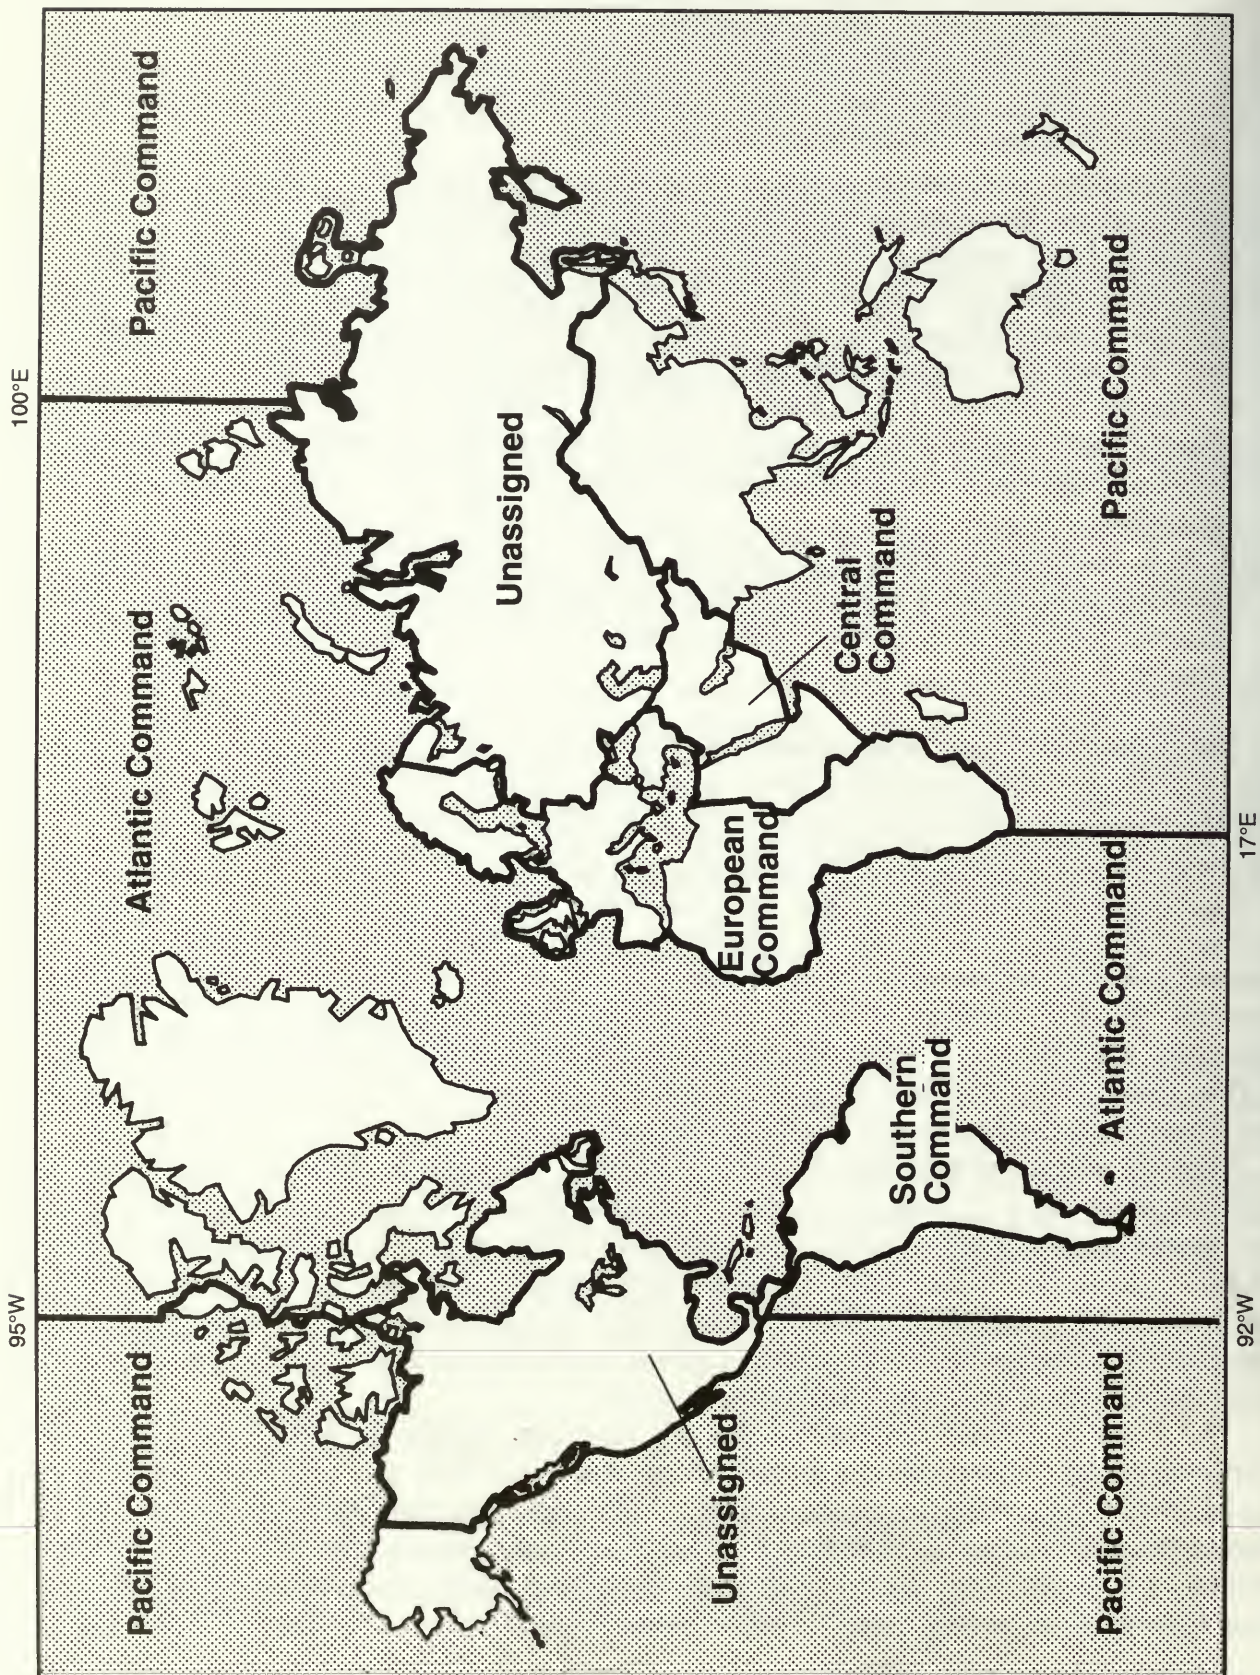 95°W
100°E
Pacific Command
Atlantic Command
Pacific Command
Unassigned
Unassigned
European
Command
Central
Command
Southern
Command
Pacific Command
Atlantic Command
Pacific Command
92°W
17°E